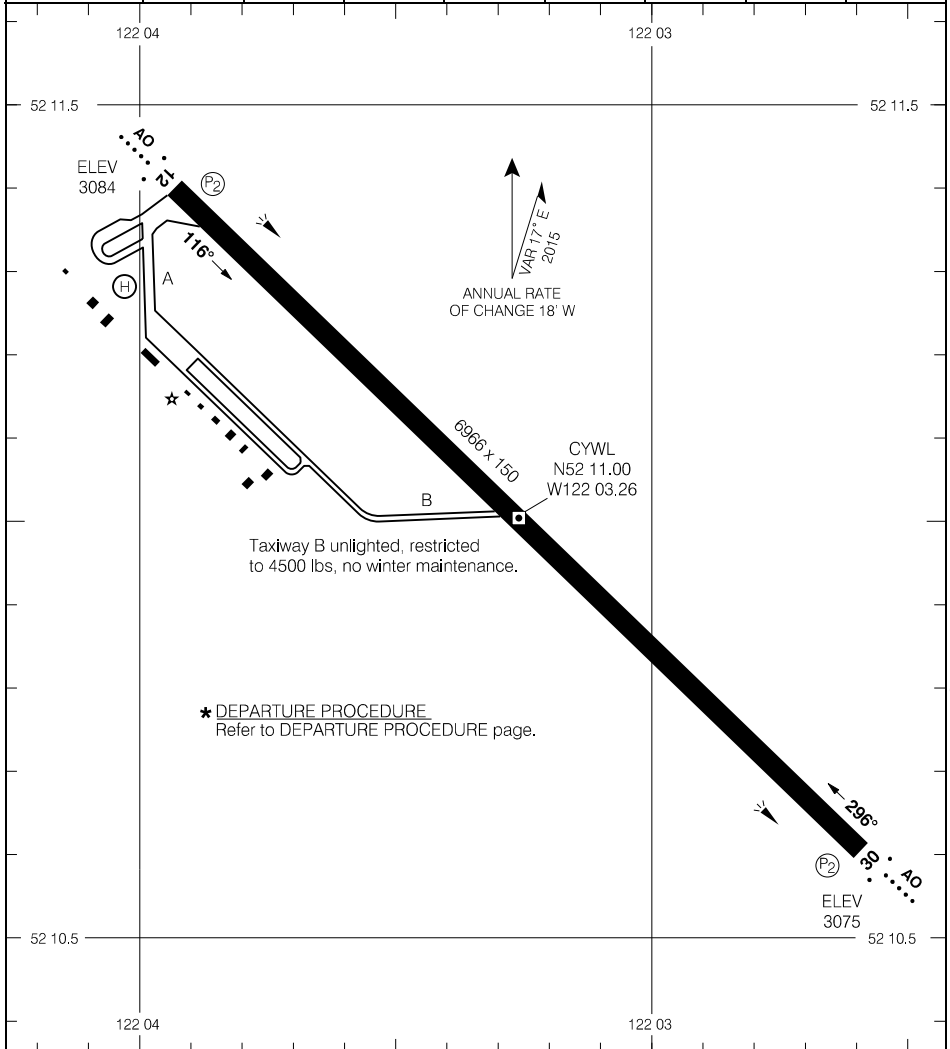 122 04
122 03
52 11.5
52 11.5
AO
ELEV
3084
12
P2
116°
VAR 17° E
2015
ANNUAL RATE
OF CHANGE 18' W
H
A
6966 x 150
CYWL
N52 11.00
W122 03.26
B
Taxiway B unlighted, restricted
to 4500 lbs, no winter maintenance.
* DEPARTURE PROCEDURE
Refer to DEPARTURE PROCEDURE page.
296°
30
P2
AO
ELEV
3075
52 10.5
52 10.5
122 04
122 03